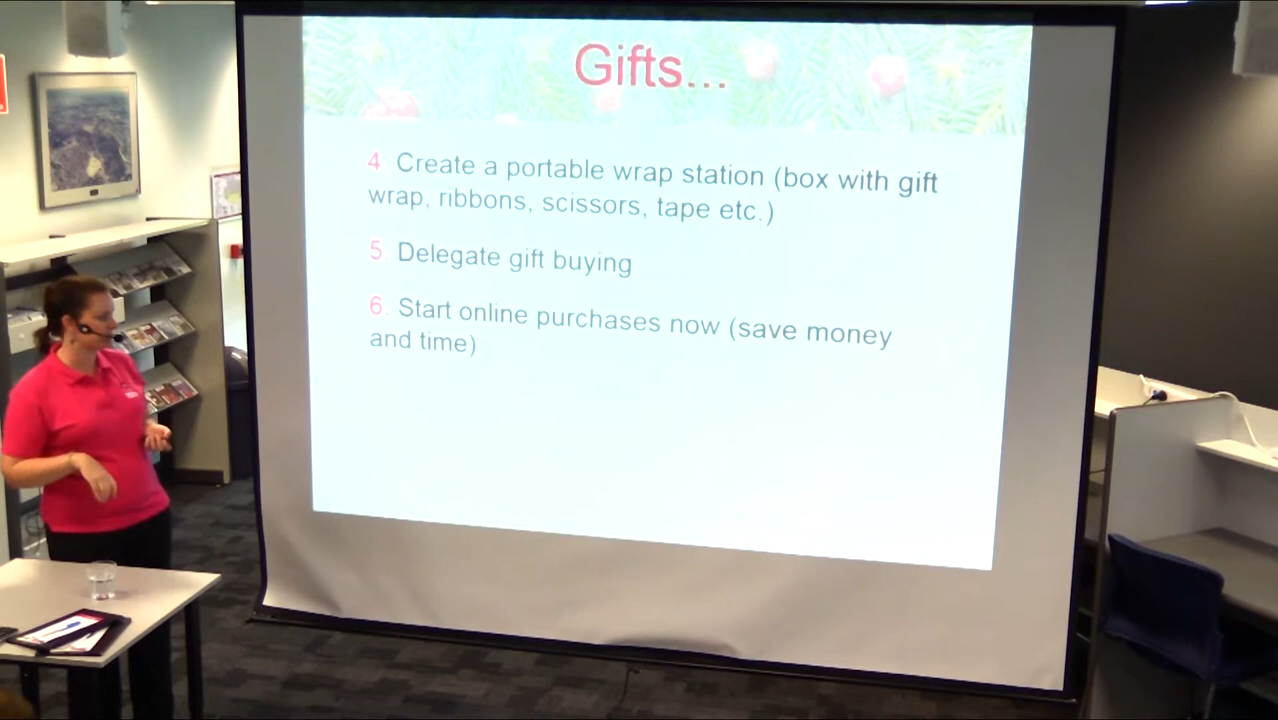 Gifts...
4. Create a portable wrap station (box with gift
wrap, ribbons, scissors, tape etc.)
5. Delegate gift buying
6. Start online purchases now (save money
and time)